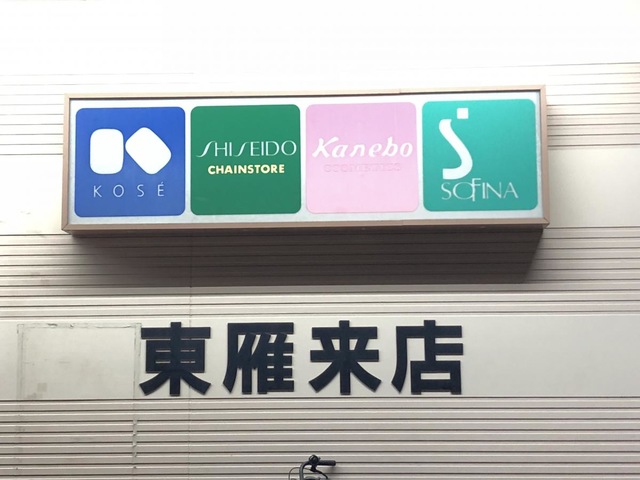 KOSÉ
SHISEIDO
CHAINSTORE
Kanebo
SOFINA
東雁来店